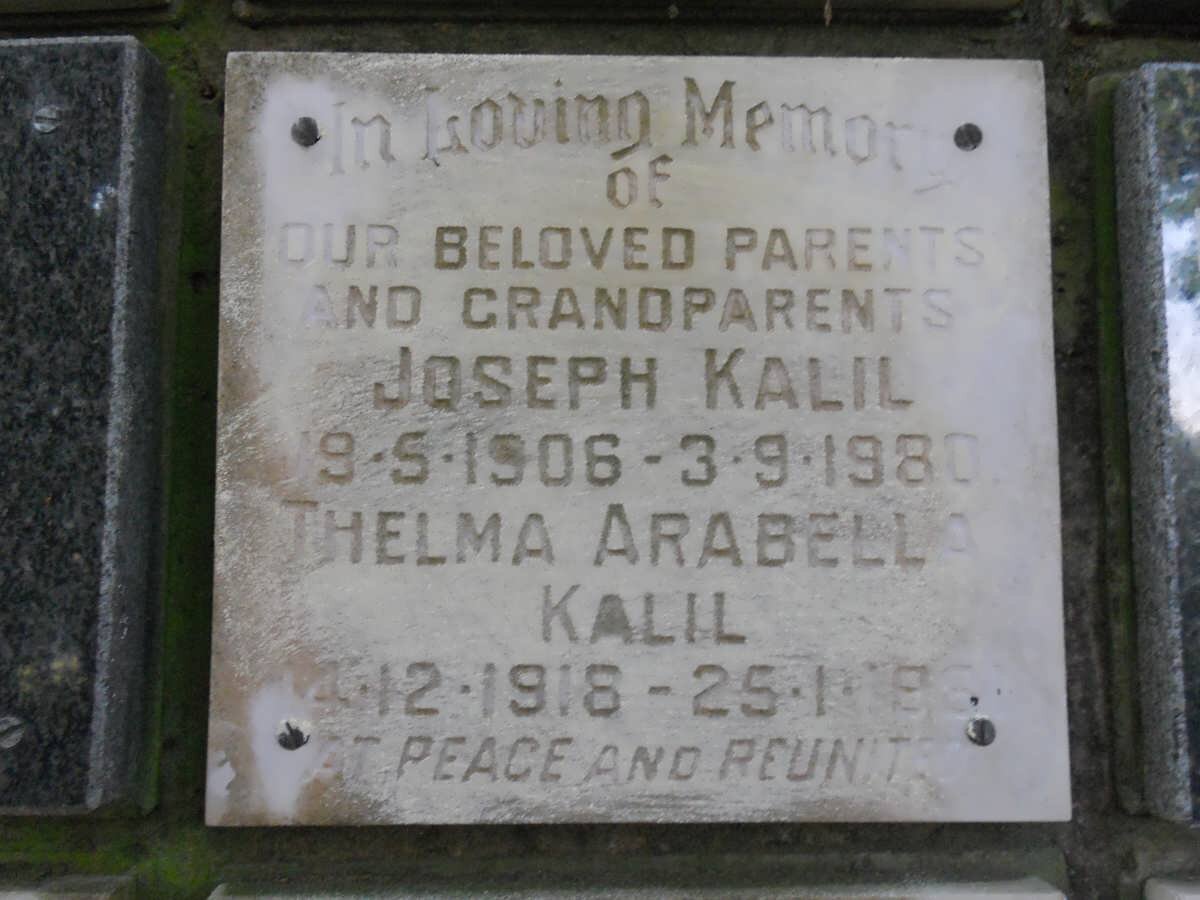 In Loving Memory
of
OUR BELOVED PARENTS
AND GRANDPARENTS
JOSEPH KALIL
19·5·1906 - 3·9·1980
THELMA ARABELLA
KALIL
·12·1918 - 25·1·
AT PEACE AND REUNITED